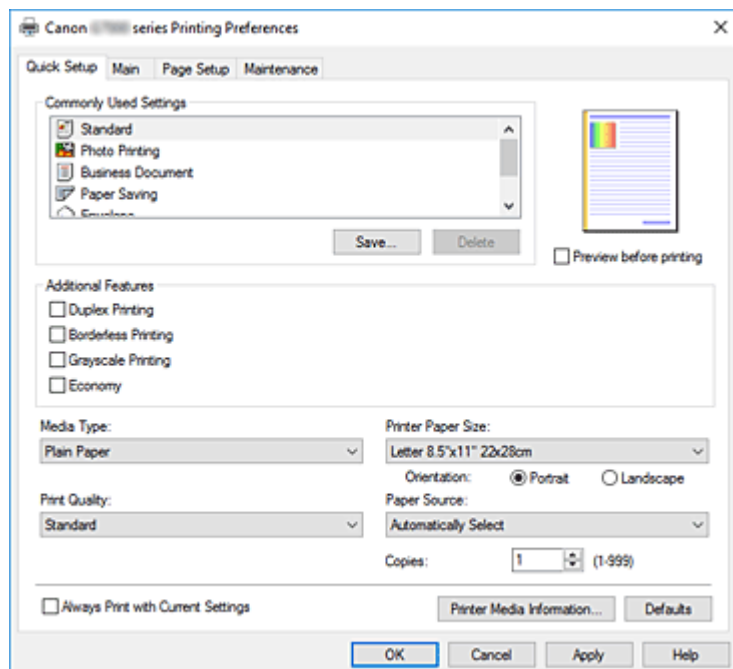 Canon series Printing Preferences
Quick Setup Main Page Setup Maintenance
Commonly Used Settings
Standard
Photo Printing
Business Document
Paper Saving
Envelope
Save... Delete
Preview before printing
Additional Features
Duplex Printing
Borderless Printing
Grayscale Printing
Economy
Media Type: Printer Paper Size:
Plain Paper Letter 8.5"x11" 22x28cm
Orientation: Portrait Landscape
Print Quality: Paper Source:
Standard Automatically Select
Copies: 1 (1-999)
Always Print with Current Settings Printer Media Information... Defaults
OK Cancel Apply Help